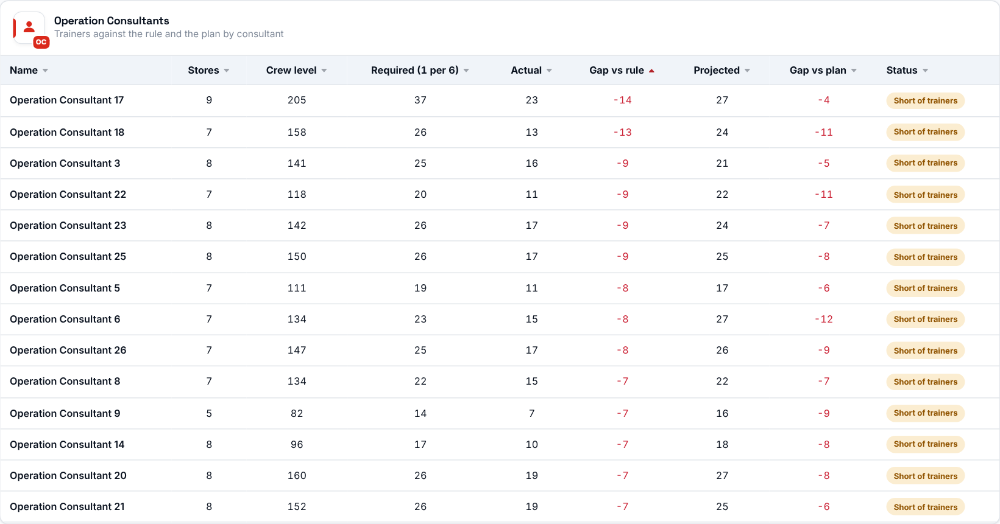 Operation Consultants
Trainers against the rule and the plan by consultant
OC
Name Stores Crew level Required (1 per 6) Actual Gap vs rule Projected Gap vs plan Status
Operation Consultant 17 9 205 37 23 -14 27 -4 Short of trainers
Operation Consultant 18 7 158 26 13 -13 24 -11 Short of trainers
Operation Consultant 3 8 141 25 16 -9 21 -5 Short of trainers
Operation Consultant 22 7 118 20 11 -9 22 -11 Short of trainers
Operation Consultant 23 8 142 26 17 -9 24 -7 Short of trainers
Operation Consultant 25 8 150 26 17 -9 25 -8 Short of trainers
Operation Consultant 5 7 111 19 11 -8 17 -6 Short of trainers
Operation Consultant 6 7 134 23 15 -8 27 -12 Short of trainers
Operation Consultant 26 7 147 25 17 -8 26 -9 Short of trainers
Operation Consultant 8 7 134 22 15 -7 22 -7 Short of trainers
Operation Consultant 9 5 82 14 7 -7 16 -9 Short of trainers
Operation Consultant 14 8 96 17 10 -7 18 -8 Short of trainers
Operation Consultant 20 8 160 26 19 -7 27 -8 Short of trainers
Operation Consultant 21 8 152 26 19 -7 25 -6 Short of trainers